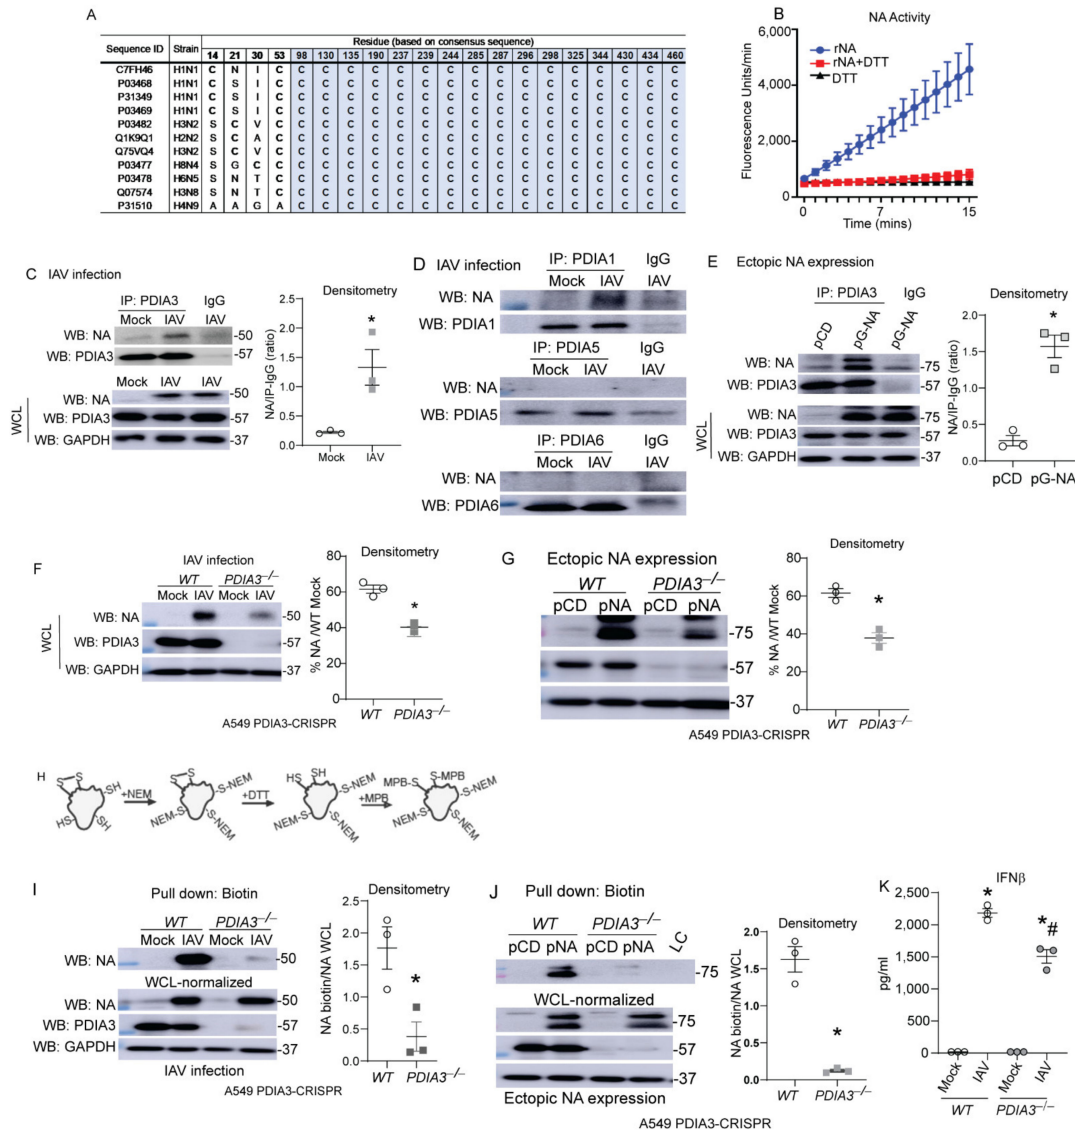 A
Residue (based on consensus sequence)
Sequence ID Strain 14 21 30 53 98 130 135 190 237 239 244 287 296 298 325 344 430 434 460
C7FH46 H1N1 C N I C C C C C C C C C C C C C C C C
P03468 H1N1 C S I C C C C C C C C C C C C C C C C
P31349 H1N1 C S I C C C C C C C C C C C C C C C C
P03469 H1N1 C S I C C C C C C C C C C C C C C C C
P03482 H3N2 S C V C C C C C C C C C C C C C C C C
Q1K9Q1 H2N2 S C A C C C C C C C C C C C C C C C C
Q75VQ4 H3N2 S C V C C C C C C C C C C C C C C C C
P03477 H8N4 S G C C C C C C C C C C C C C C C C C
P03478 H6N5 S N T C C C C C C C C C C C C C C C C
Q07574 H3N8 S N T C C C C C C C C C C C C C C C C
P31510 H4N9 A A G A C C C C C C C C C C C C C C C
B NA Activity
Fluorescence Units/min
6,000
4,000
2,000
0
rNA
rNA+DTT
DTT
0 7 15
Time (mins)
C IAV infection
IP: PDIA3 IgG
Mock IAV IAV
WB: NA -50
WB: PDIA3 -57
Mock IAV IAV
WCL
WB: NA -50
WB: PDIA3 -57
WB: GAPDH -37
Densitometry
NA/IP-IgG (ratio)
2.5
2.0
1.5
1.0
0.5
0.0
*
Mock IAV
D IAV infection
IP: PDIA1 IgG
Mock IAV IAV
WB: NA
WB: PDIA1
IP: PDIA5 IgG
Mock IAV IAV
WB: NA
WB: PDIA5
IP: PDIA6 IgG
Mock IAV IAV
WB: NA
WB: PDIA6
E Ectopic NA expression
IP: PDIA3 IgG
pCD pG-NA pG-NA
WB: NA -75
WB: PDIA3 -57
WCL
WB: NA -75
WB: PDIA3 -57
WB: GAPDH -37
Densitometry
NA/IP-IgG (ratio)
2.0
1.5
1.0
0.5
0.0
*
pCD pG-NA
F IAV infection
WT PDIA3–/–
Mock IAV Mock IAV
WCL
WB: NA -50
WB: PDIA3 -57
WB: GAPDH -37
A549 PDIA3-CRISPR
Densitometry
% NA /WT Mock
80
60
40
20
0
*
WT PDIA3–/–
G Ectopic NA expression
WT PDIA3–/–
pCD pNA pCD pNA
-75
-57
-37
A549 PDIA3-CRISPR
Densitometry
% NA /WT Mock
80
60
40
20
0
*
WT PDIA3–/–
H
S S SH HS SH
+NEM
S S S-NEM NEM-S S-NEM
+DTT
HS SH S-NEM NEM-S S-NEM
+MPB
MPB-S S-MPB S-NEM NEM-S S-NEM
I Pull down: Biotin
WT PDIA3–/–
Mock IAV Mock IAV
WB: NA -50
WCL-normalized
WB: NA -50
WB: PDIA3 -57
WB: GAPDH -37
IAV infection
A549 PDIA3-CRISPR
Densitometry
NA biotin/NA WCL
2.5
2.0
1.5
1.0
0.5
0.0
*
WT PDIA3–/–
J Pull down: Biotin
WT PDIA3–/–
pCD pNA pCD pNA LC
-75
WCL-normalized
-75
-57
-37
Ectopic NA expression
A549 PDIA3-CRISPR
Densitometry
NA biotin/NA WCL
2.0
1.5
1.0
0.5
0.0
*
WT PDIA3–/–
K IFNβ
pg/ml
2,500
2,000
1,500
1,000
500
0
*
*#
Mock IAV Mock IAV
WT PDIA3–/–